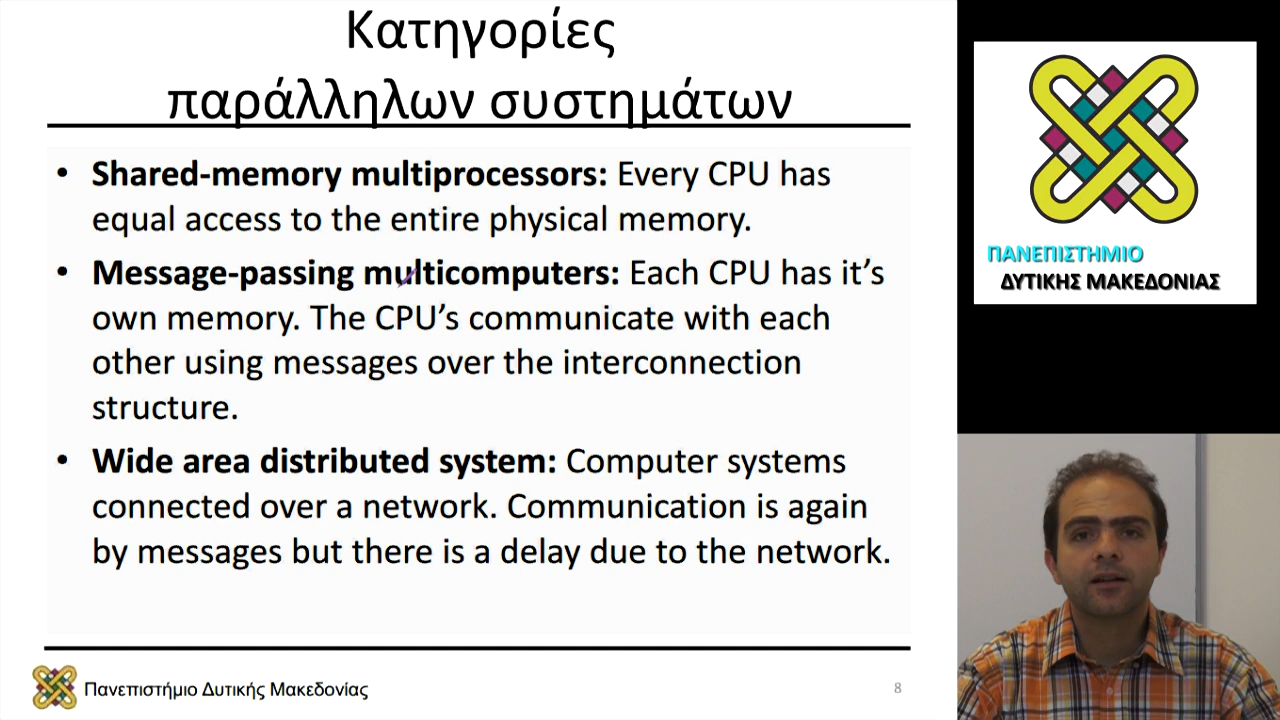 Κατηγορίες
παράλληλων συστημάτων
• Shared-memory multiprocessors: Every CPU has
equal access to the entire physical memory.
• Message-passing multicomputers: Each CPU has it’s
own memory. The CPU’s communicate with each
other using messages over the interconnection
structure.
• Wide area distributed system: Computer systems
connected over a network. Communication is again
by messages but there is a delay due to the network.
Πανεπιστήμιο Δυτικής Μακεδονίας
8
ΠΑΝΕΠΙΣΤΗΜΙΟ
ΔΥΤΙΚΗΣ ΜΑΚΕΔΟΝΙΑΣ